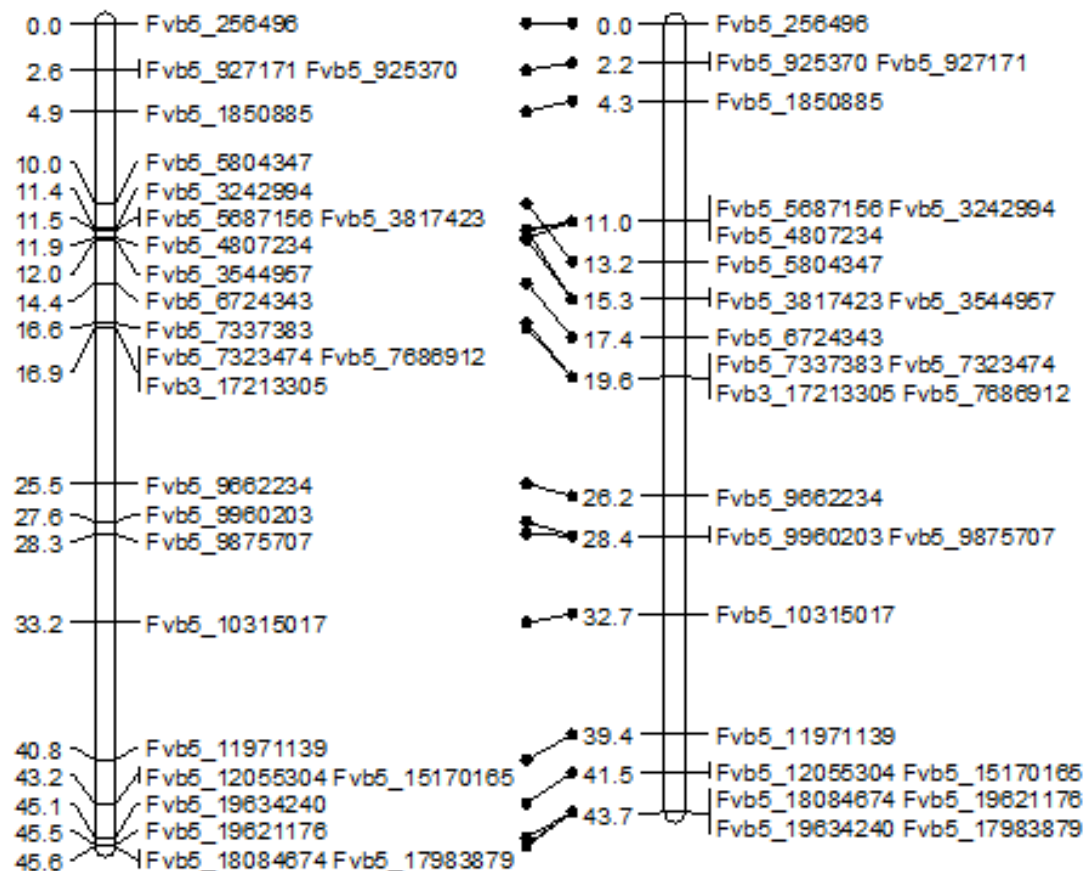 0.0 Fvb5_256496
2.6 Fvb5_927171 Fvb5_925370
4.9 Fvb5_1850885
10.0 Fvb5_5804347
11.4 Fvb5_3242994
11.5 Fvb5_5687156 Fvb5_3817423
11.9 Fvb5_4807234
12.0 Fvb5_3544957
14.4 Fvb5_6724343
16.6 Fvb5_7337383
16.9 Fvb5_7323474 Fvb5_7686912
Fvb3_17213305
25.5 Fvb5_9662234
27.6 Fvb5_9960203
28.3 Fvb5_9875707
33.2 Fvb5_10315017
40.8 Fvb5_11971139
43.2 Fvb5_12055304 Fvb5_15170165
45.1 Fvb5_19634240
45.5 Fvb5_19621176
45.6 Fvb5_18084674 Fvb5_17983879
0.0 Fvb5_256496
2.2 Fvb5_925370 Fvb5_927171
4.3 Fvb5_1850885
11.0 Fvb5_5687156 Fvb5_3242994
Fvb5_4807234
13.2 Fvb5_5804347
15.3 Fvb5_3817423 Fvb5_3544957
17.4 Fvb5_6724343
19.6 Fvb5_7337383 Fvb5_7323474
Fvb3_17213305 Fvb5_7686912
26.2 Fvb5_9662234
28.4 Fvb5_9960203 Fvb5_9875707
32.7 Fvb5_10315017
39.4 Fvb5_11971139
41.5 Fvb5_12055304 Fvb5_15170165
43.7 Fvb5_18084674 Fvb5_19621176
Fvb5_19634240 Fvb5_17983879